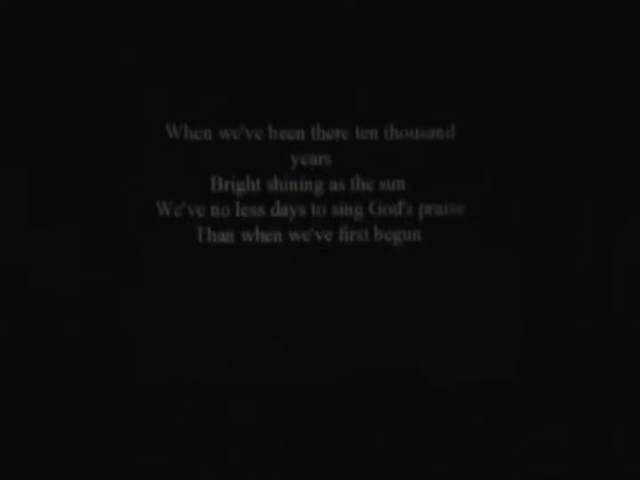 When we've been there ten thousand
years
Bright shining as the sun
We've no less days to sing God's praise
Than when we've first begun